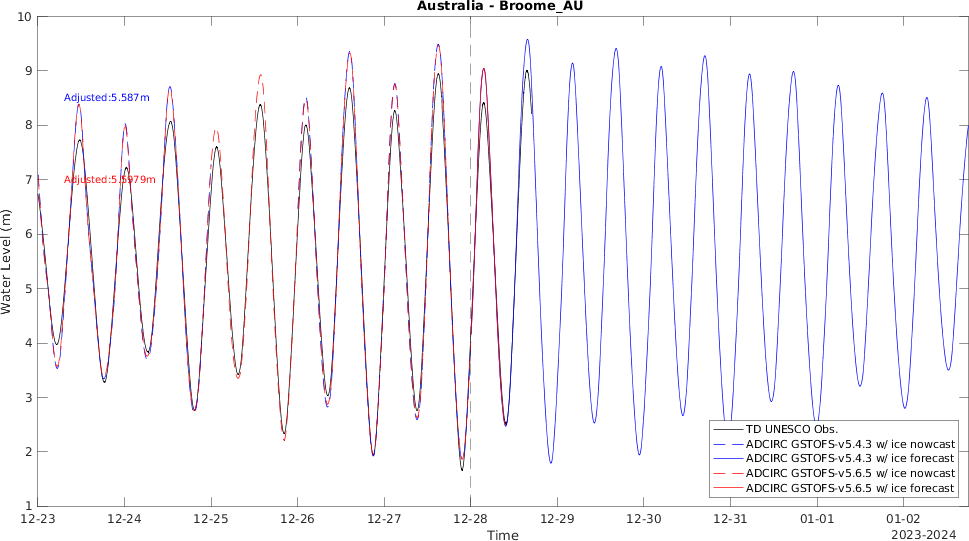 Australia - Broome_AU
Water Level (m)
10
9
8
7
6
5
4
3
2
1
Adjusted:5.587m
Adjusted:5.5979m
TD UNESCO Obs.
ADCIRC GSTOFS-v5.4.3 w/ ice nowcast
ADCIRC GSTOFS-v5.4.3 w/ ice forecast
ADCIRC GSTOFS-v5.6.5 w/ ice nowcast
ADCIRC GSTOFS-v5.6.5 w/ ice forecast
12-23 12-24 12-25 12-26 12-27 12-28 12-29 12-30 12-31 01-01 01-02
Time
2023-2024